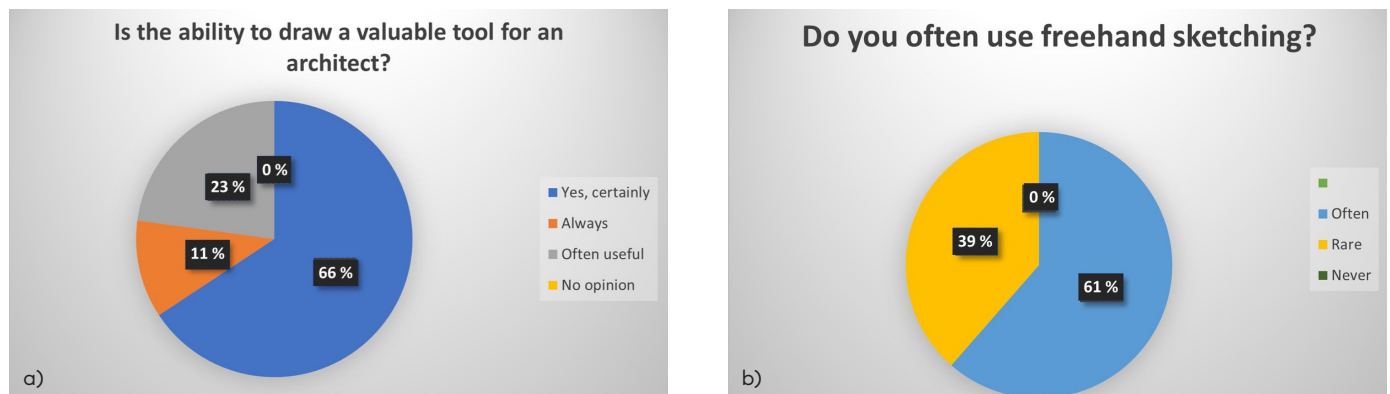 Is the ability to draw a valuable tool for an
architect?
0 %
23 %
11 %
66 %
Yes, certainly
Always
Often useful
No opinion
a)
Do you often use freehand sketching?
0 %
39 %
61 %
Often
Rare
Never
b)